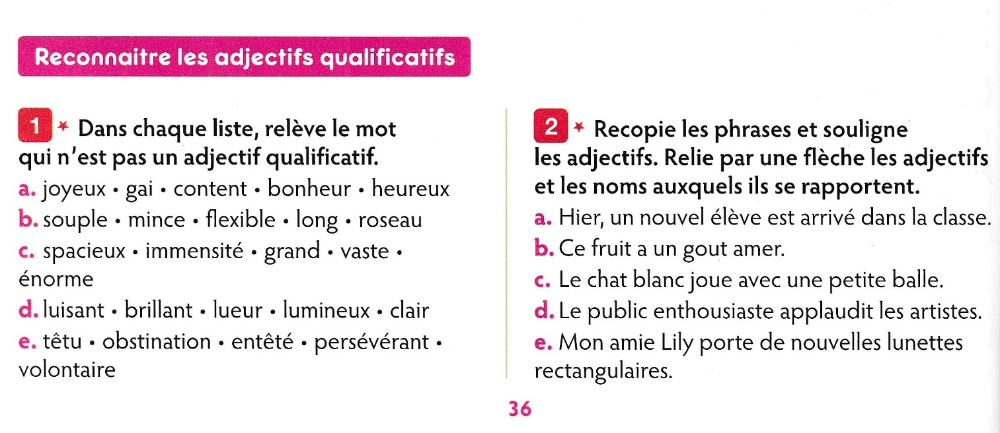 Reconnaitre les adjectifs qualificatifs
1 * Dans chaque liste, relève le mot
qui n'est pas un adjectif qualificatif.
a. joyeux • gai • content • bonheur • heureux
b. souple • mince • flexible • long • roseau
c. spacieux • immensité • grand • vaste •
énorme
d. luisant • brillant • lueur • lumineux • clair
e. têtu • obstination • entêté • persévérant •
volontaire
2 * Recopie les phrases et souligne
les adjectifs. Relie par une flèche les adjectifs
et les noms auxquels ils se rapportent.
a. Hier, un nouvel élève est arrivé dans la classe.
b. Ce fruit a un gout amer.
c. Le chat blanc joue avec une petite balle.
d. Le public enthousiaste applaudit les artistes.
e. Mon amie Lily porte de nouvelles lunettes
rectangulaires.
36